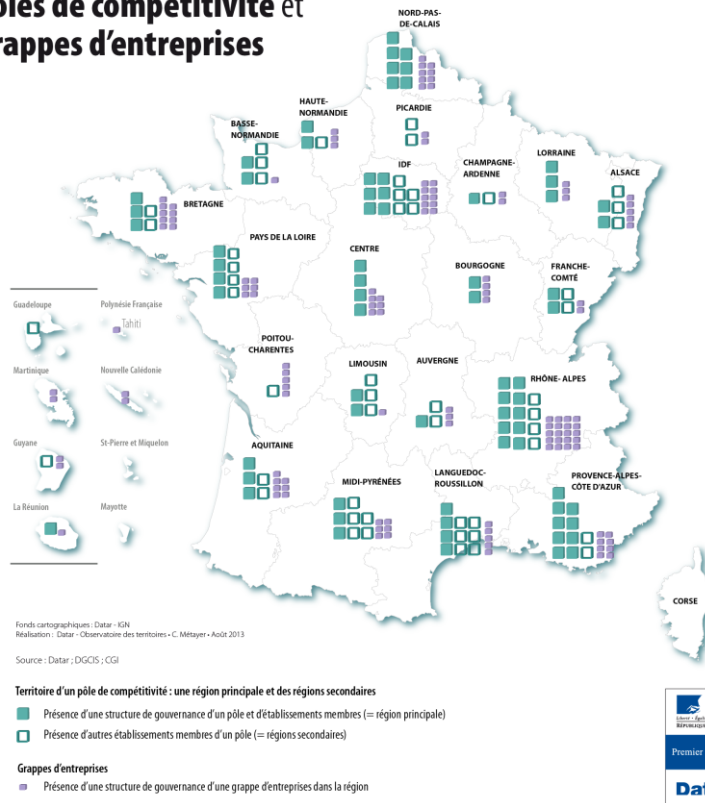 pôles de compétitivité et
grappes d'entreprises
NORD-PAS-
DE-CALAIS
HAUTE-
NORMANDIE
PICARDIE
BASSE-
NORMANDIE
IDF
CHAMPAGNE-
ARDENNE
LORRAINE
ALSACE
BRETAGNE
PAYS DE LA LOIRE
CENTRE
BOURGOGNE
FRANCHE-
COMTÉ
Guadeloupe
Polynésie Française
Tahiti
POITOU-
CHARENTES
LIMOUSIN
AUVERGNE
RHÔNE- ALPES
Martinique
Nouvelle Calédonie
Guyane
St-Pierre et Miquelon
AQUITAINE
MIDI-PYRÉNÉES
LANGUEDOC-
ROUSSILLON
PROVENCE-ALPES-
CÔTE D'AZUR
La Réunion
Mayotte
CORSE
Fonds cartographiques : Datar - IGN
Réalisation : Datar - Observatoire des territoires • C. Métayer • Août 2013
Source : Datar ; DGCIS ; CGI
Territoire d'un pôle de compétitivité : une région principale et des régions secondaires
Présence d'une structure de gouvernance d'un pôle et d'établissements membres (= région principale)
Présence d'autres établissements membres d'un pôle (= régions secondaires)
Grappes d'entreprises
Présence d'une structure de gouvernance d'une grappe d'entreprises dans la région
Premier
Dat